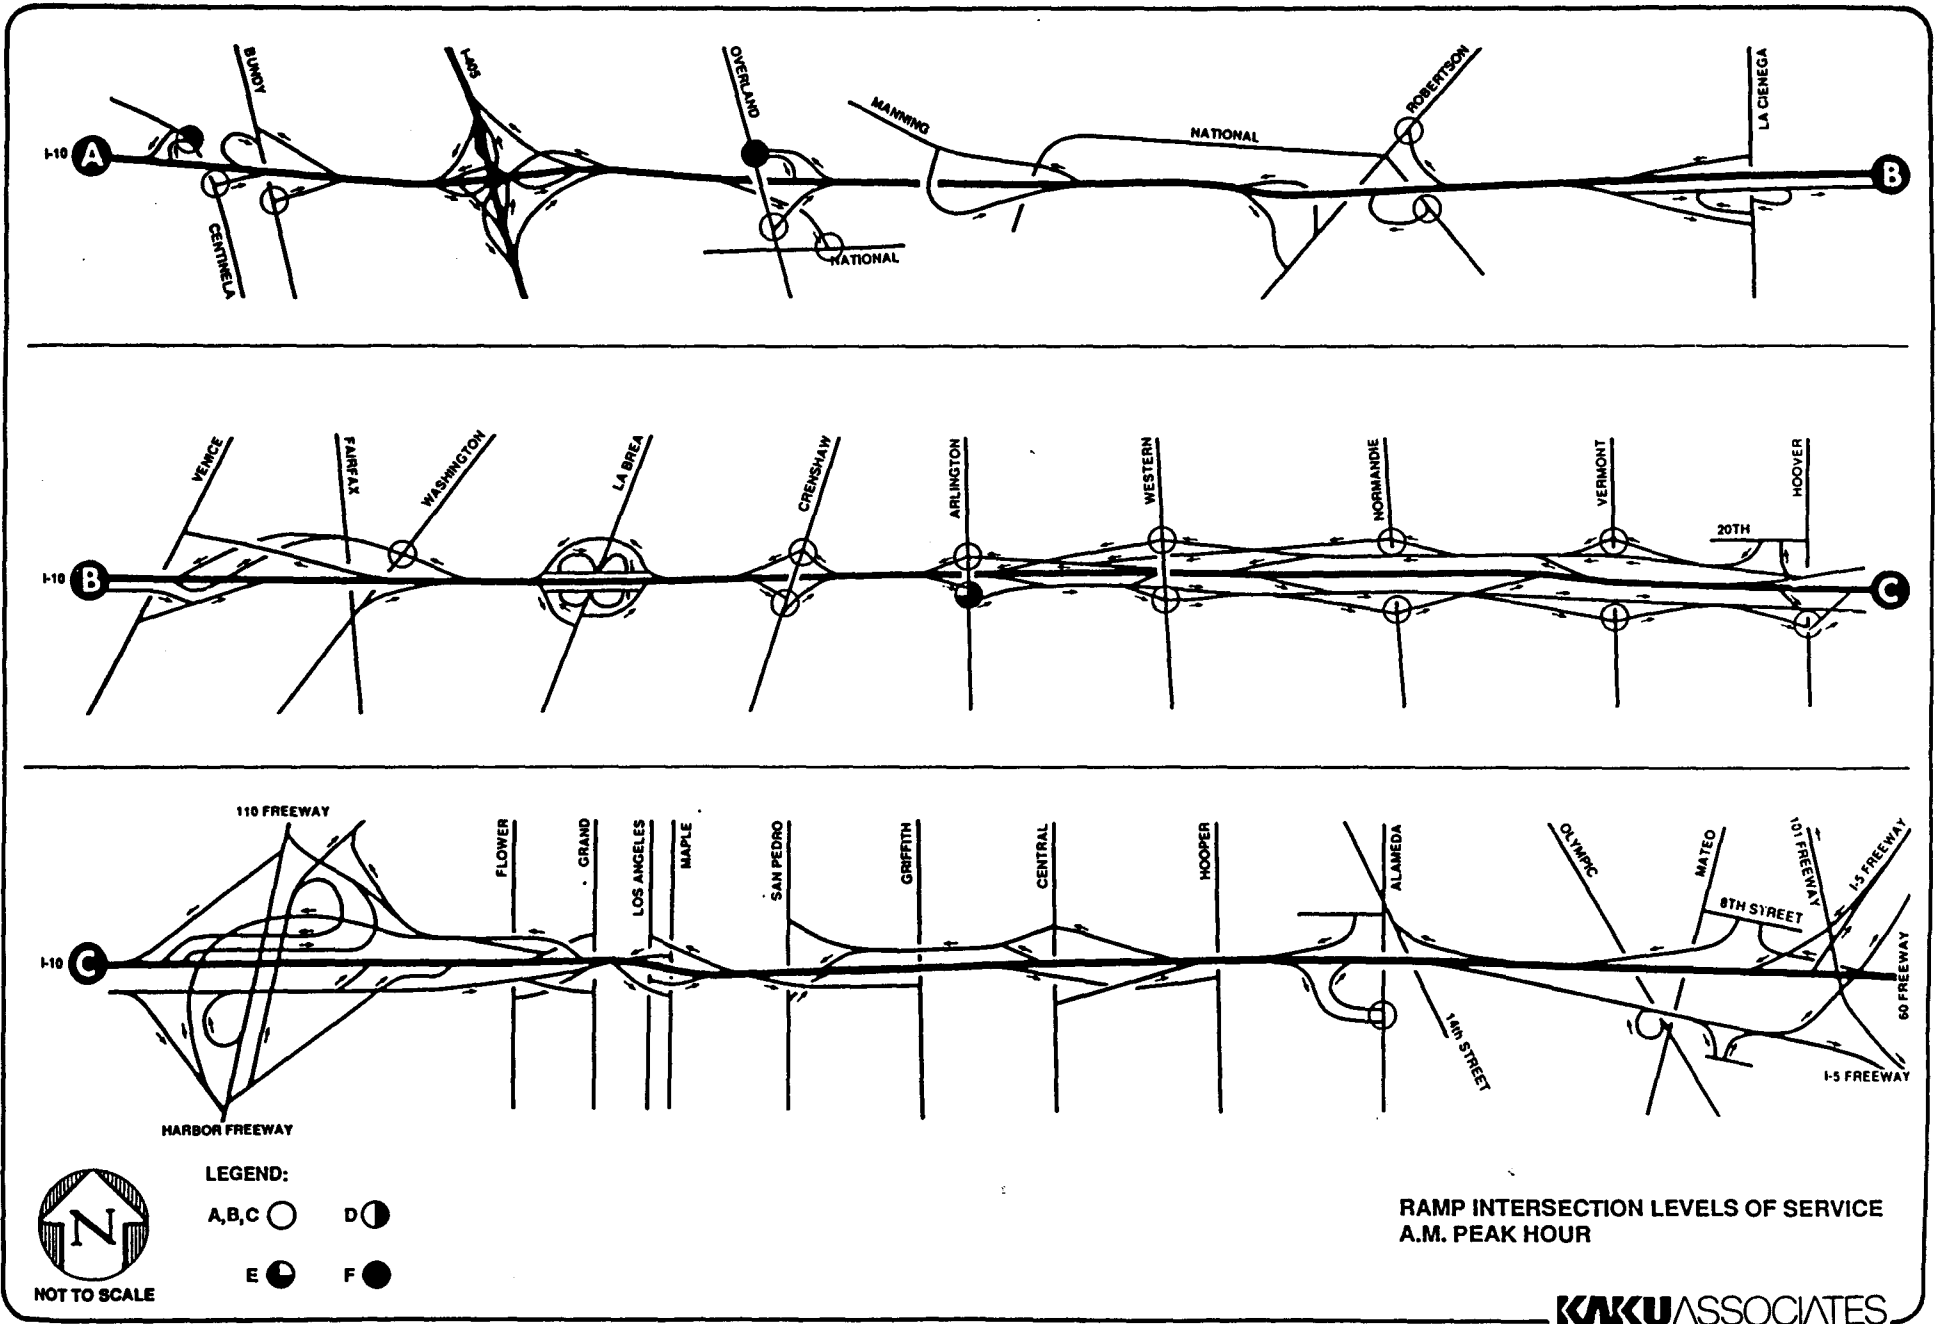 BUNDY
I-405
OVERLAND
MANNING
NATIONAL
ROBERTSON
LA CIENEGA
I-10
A
B
CENTINELA
NATIONAL
VENICE
FAIRFAX
WASHINGTON
LA BREA
CRENSHAW
ARLINGTON
WESTERN
NORMANDIE
VERMONT
HOOVER
20TH
I-10
B
C
110 FREEWAY
FLOWER
GRAND
LOS ANGELES
MAPLE
SAN PEDRO
GRIFFITH
CENTRAL
HOOPER
ALAMEDA
OLYMPIC
MATEO
101 FREEWAY
I-5 FREEWAY
8TH STREET
I-10
C
60 FREEWAY
14th STREET
I-5 FREEWAY
HARBOR FREEWAY
LEGEND:
A,B,C
D
E
F
N
NOT TO SCALE
RAMP INTERSECTION LEVELS OF SERVICE
A.M. PEAK HOUR
KAKU ASSOCIATES